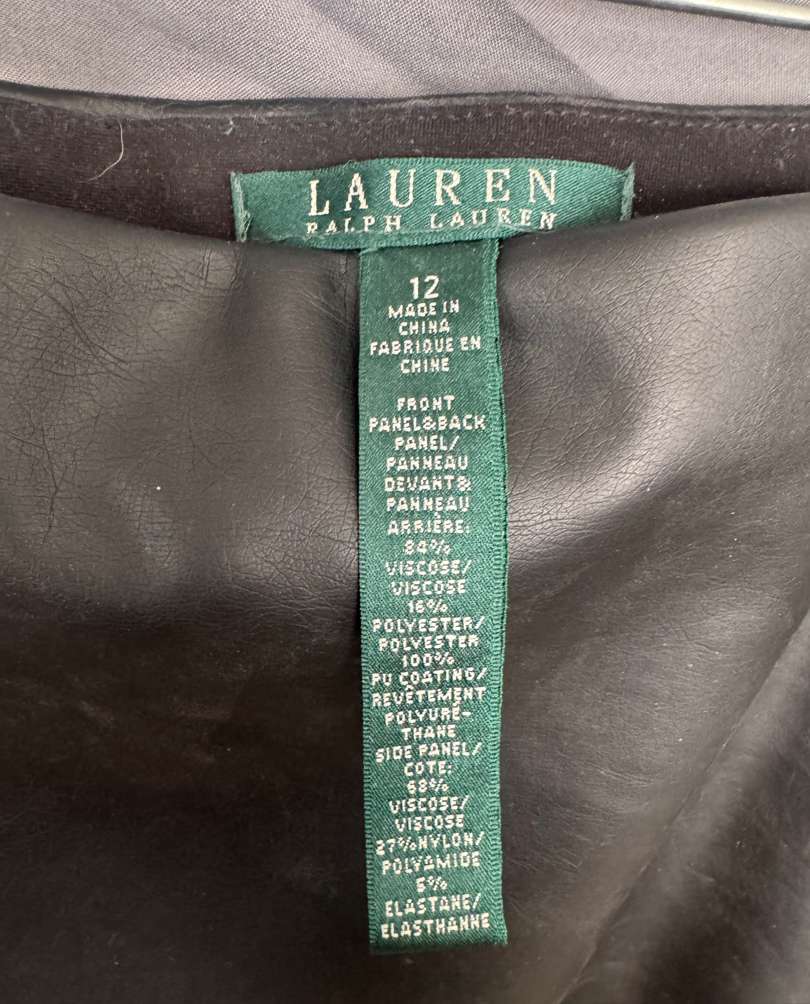 LAUREN
RALPH LAUREN
12
MADE IN
CHINA
FABRIQUE EN
CHINE
FRONT
PANEL&BACK
PANEL/
PANNEAU
DEVANT&
PANNEAU
ARRIÈRE:
84%
VISCOSE/
VISCOSE
16%
POLYESTER/
POLYESTER
100%
PU COATING/
REVÊTEMENT
POLYURÉ-
THANE
SIDE PANEL/
COTE:
68%
VISCOSE/
VISCOSE
27%NYLON/
POLYAMIDE
5%
ELASTANE/
ELASTHANNE